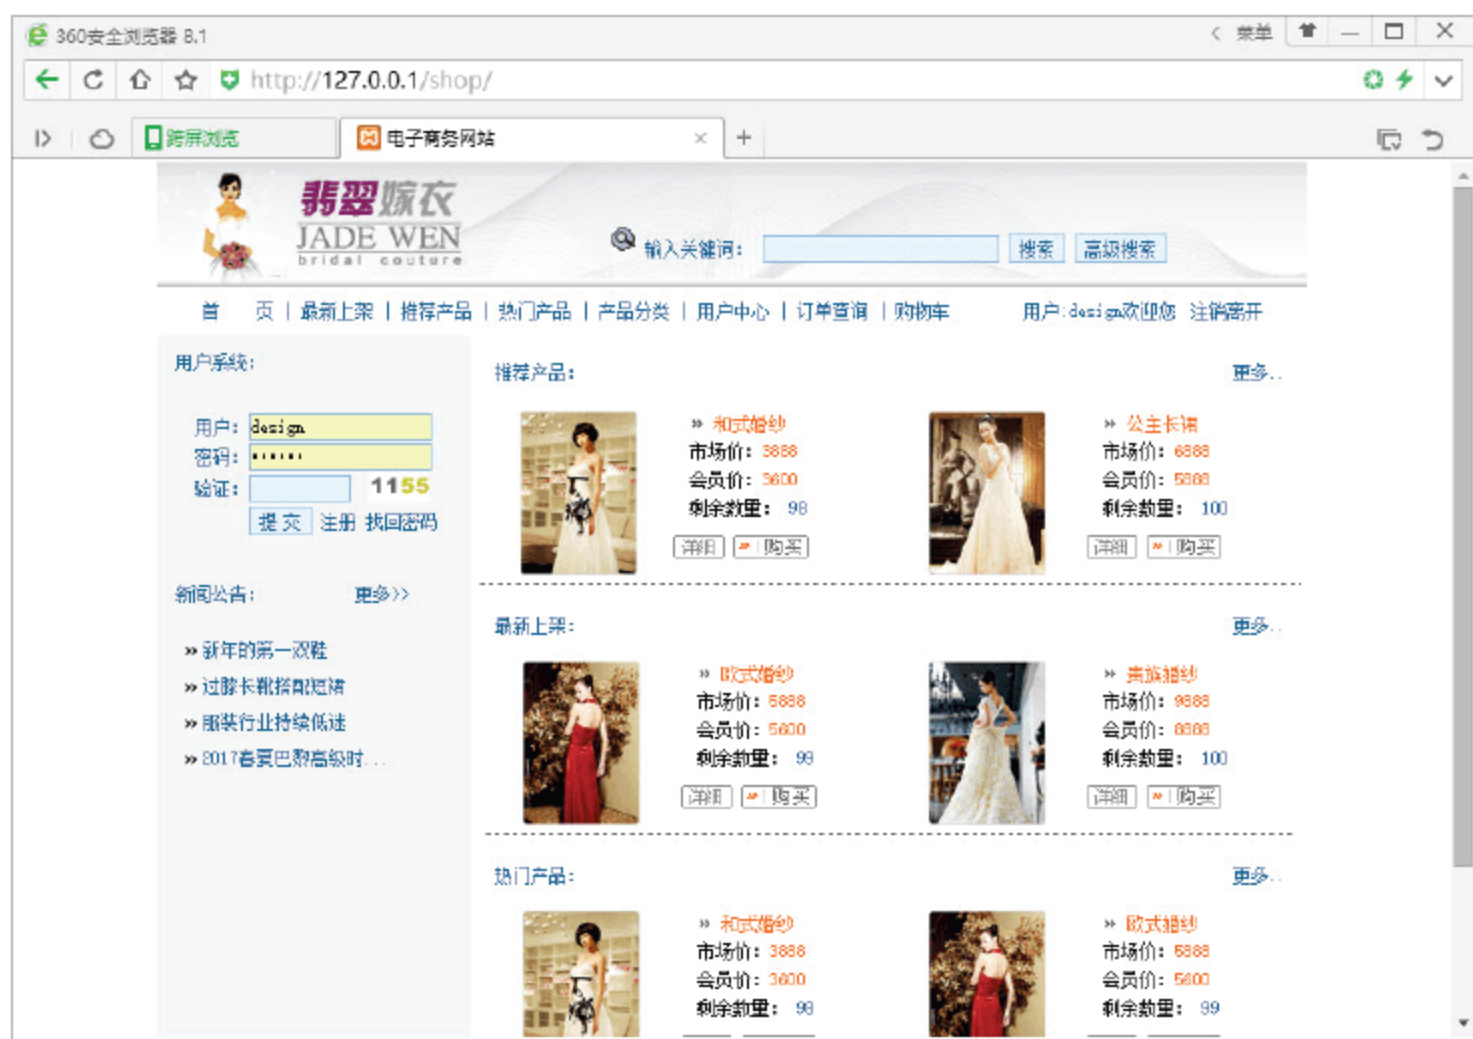 360安全浏览器 8.1
菜单
http://127.0.0.1/shop/
跨屏浏览
电子商务网站
翡翠嫁衣
JADE WEN
bridal couture
输入关键词：
搜索
高级搜索
首 页 | 最新上架 | 推荐产品 | 热门产品 | 产品分类 | 用户中心 | 订单查询 | 购物车
用户:design欢迎您 注销离开
用户系统：
用户：design
密码：••••••
验证：
1155
提 交 注册 找回密码
新闻公告： 更多>>
» 新年的第一双鞋
» 过膝长靴搭配短裙
» 服装行业持续低迷
» 2017春夏巴黎高级时...
推荐产品： 更多..
» 和式婚纱
市场价：3888
会员价：3600
剩余数量： 98
详细 购买
» 公主长裙
市场价：6888
会员价：5888
剩余数量： 100
详细 购买
最新上架： 更多..
» 欧式婚纱
市场价：5888
会员价：5600
剩余数量： 99
详细 购买
» 贵族婚纱
市场价：9888
会员价：8888
剩余数量： 100
详细 购买
热门产品： 更多..
» 和式婚纱
市场价：3888
会员价：3600
剩余数量： 98
» 欧式婚纱
市场价：5888
会员价：5600
剩余数量： 99